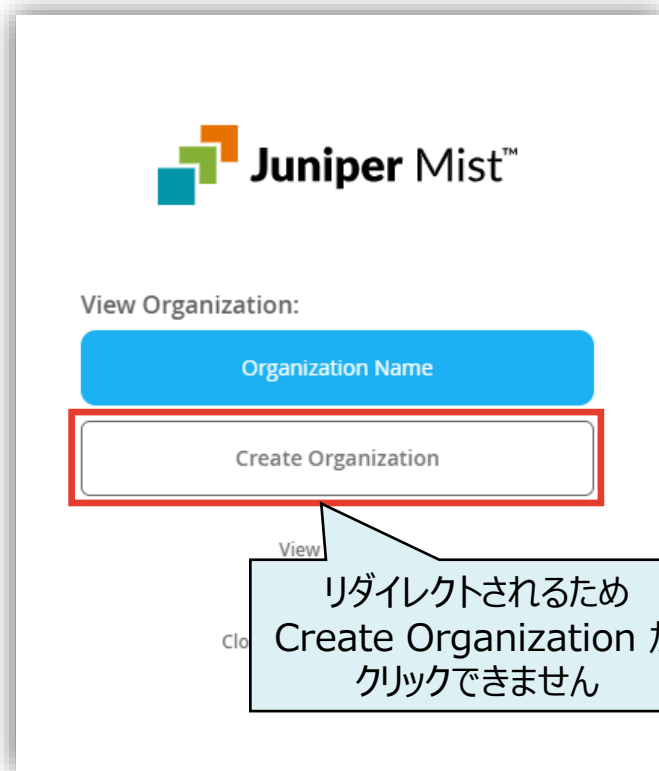 Juniper Mist™
View Organization:
Organization Name
Create Organization
View
リダイレクトされるため
Create Organization
クリックできません